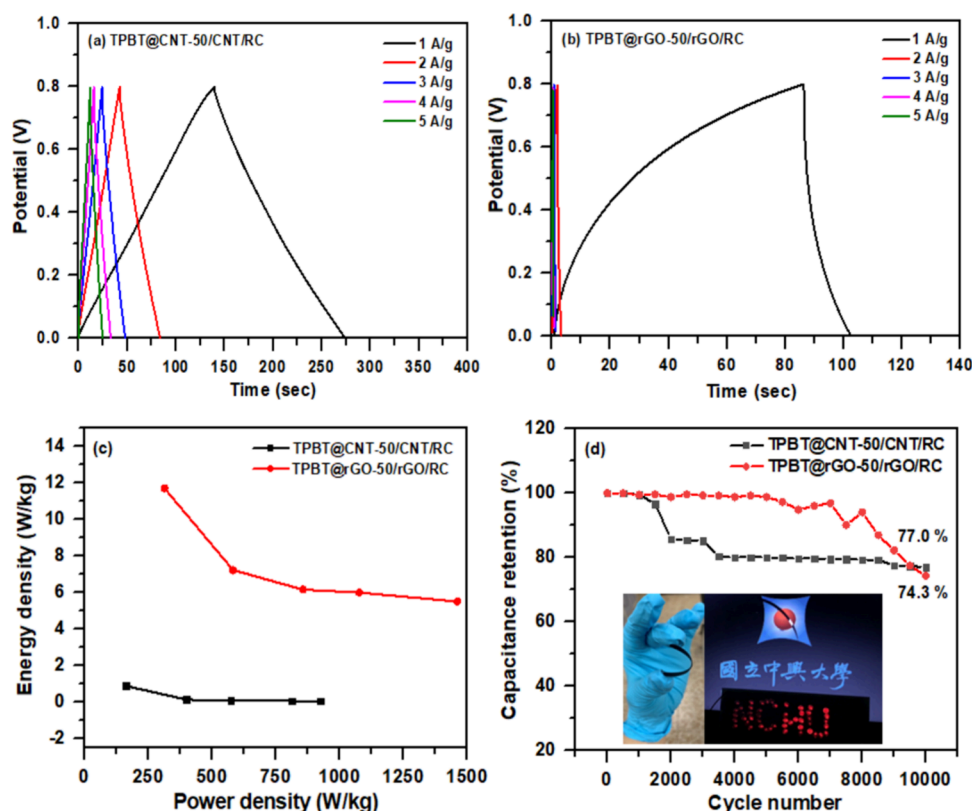 (a) TPBT@CNT-50/CNT/RC
1 A/g
2 A/g
3 A/g
4 A/g
5 A/g
Potential (V)
1.0
0.8
0.6
0.4
0.2
0.0
0 50 100 150 200 250 300 350 400
Time (sec)
(b) TPBT@rGO-50/rGO/RC
1 A/g
2 A/g
3 A/g
4 A/g
5 A/g
Potential (V)
1.0
0.8
0.6
0.4
0.2
0.0
0 20 40 60 80 100 120 140
Time (sec)
(c)
TPBT@CNT-50/CNT/RC
TPBT@rGO-50/rGO/RC
Energy density (W/kg)
14
12
10
8
6
4
2
0
-2
0 250 500 750 1000 1250 1500
Power density (W/kg)
(d)
TPBT@CNT-50/CNT/RC
TPBT@rGO-50/rGO/RC
Capacitance retention (%)
120
100
80
60
40
20
77.0 %
74.3 %
國立中興大學
NCHU
0 2000 4000 6000 8000 10000
Cycle number